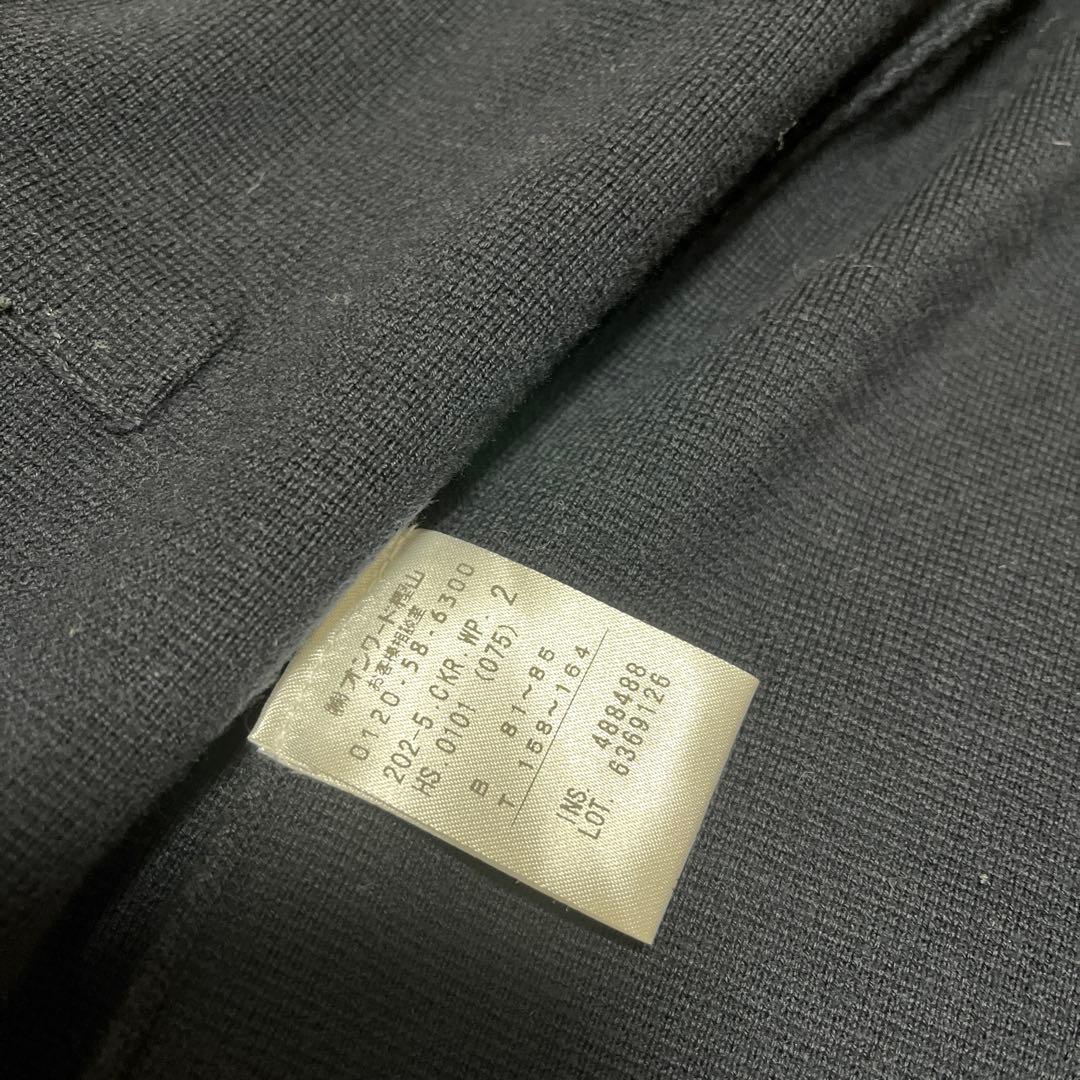 ㈱オンワード樫山
お客様相談室
0120-58-6300
202-5.CKR.WP.2
HS.0101 (075)
B 81～85
T 158～164
INS. 488488
LOT. 6369126